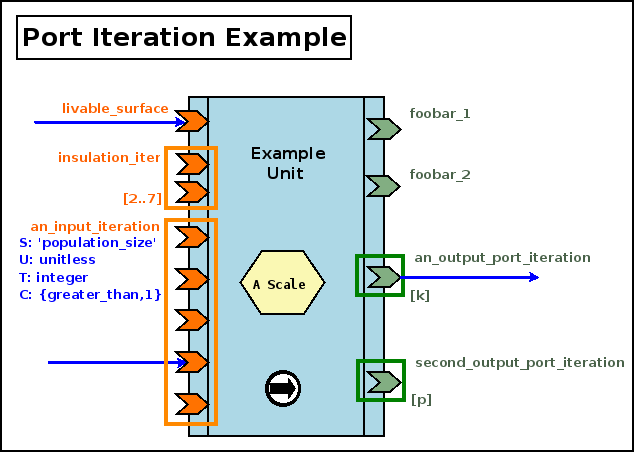 Port Iteration Example
livable_surface
insulation_iter
[2..7]
an_input_iteration
S: 'population_size'
U: unitless
T: integer
C: {greater_than,1}
Example
Unit
A Scale
foobar_1
foobar_2
an_output_port_iteration
[k]
second_output_port_iteration
[p]